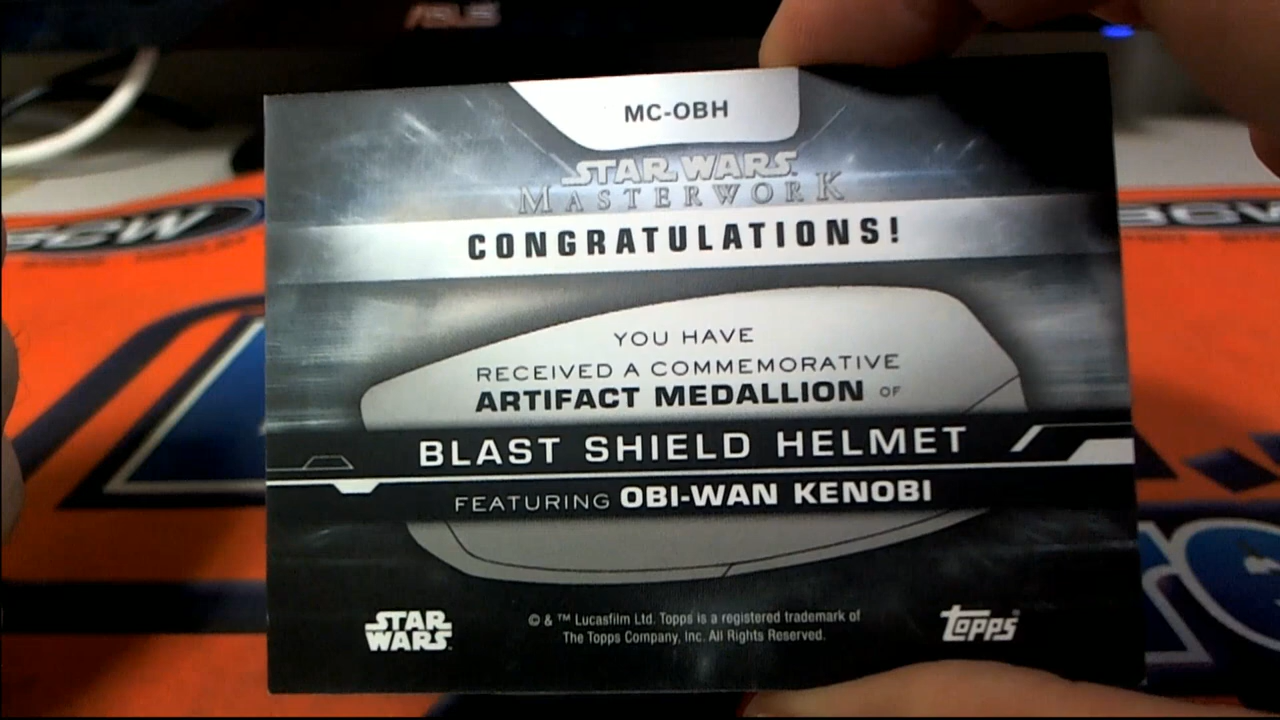 ASUS
MC-OBH
STAR WARS
MASTERWORK
CONGRATULATIONS!
YOU HAVE
RECEIVED A COMMEMORATIVE
ARTIFACT MEDALLION OF
BLAST SHIELD HELMET
FEATURING OBI-WAN KENOBI
STAR
WARS
© & ™ Lucasfilm Ltd. Topps is a registered trademark of
The Topps Company, Inc. All Rights Reserved.
Topps
BCW
BCW